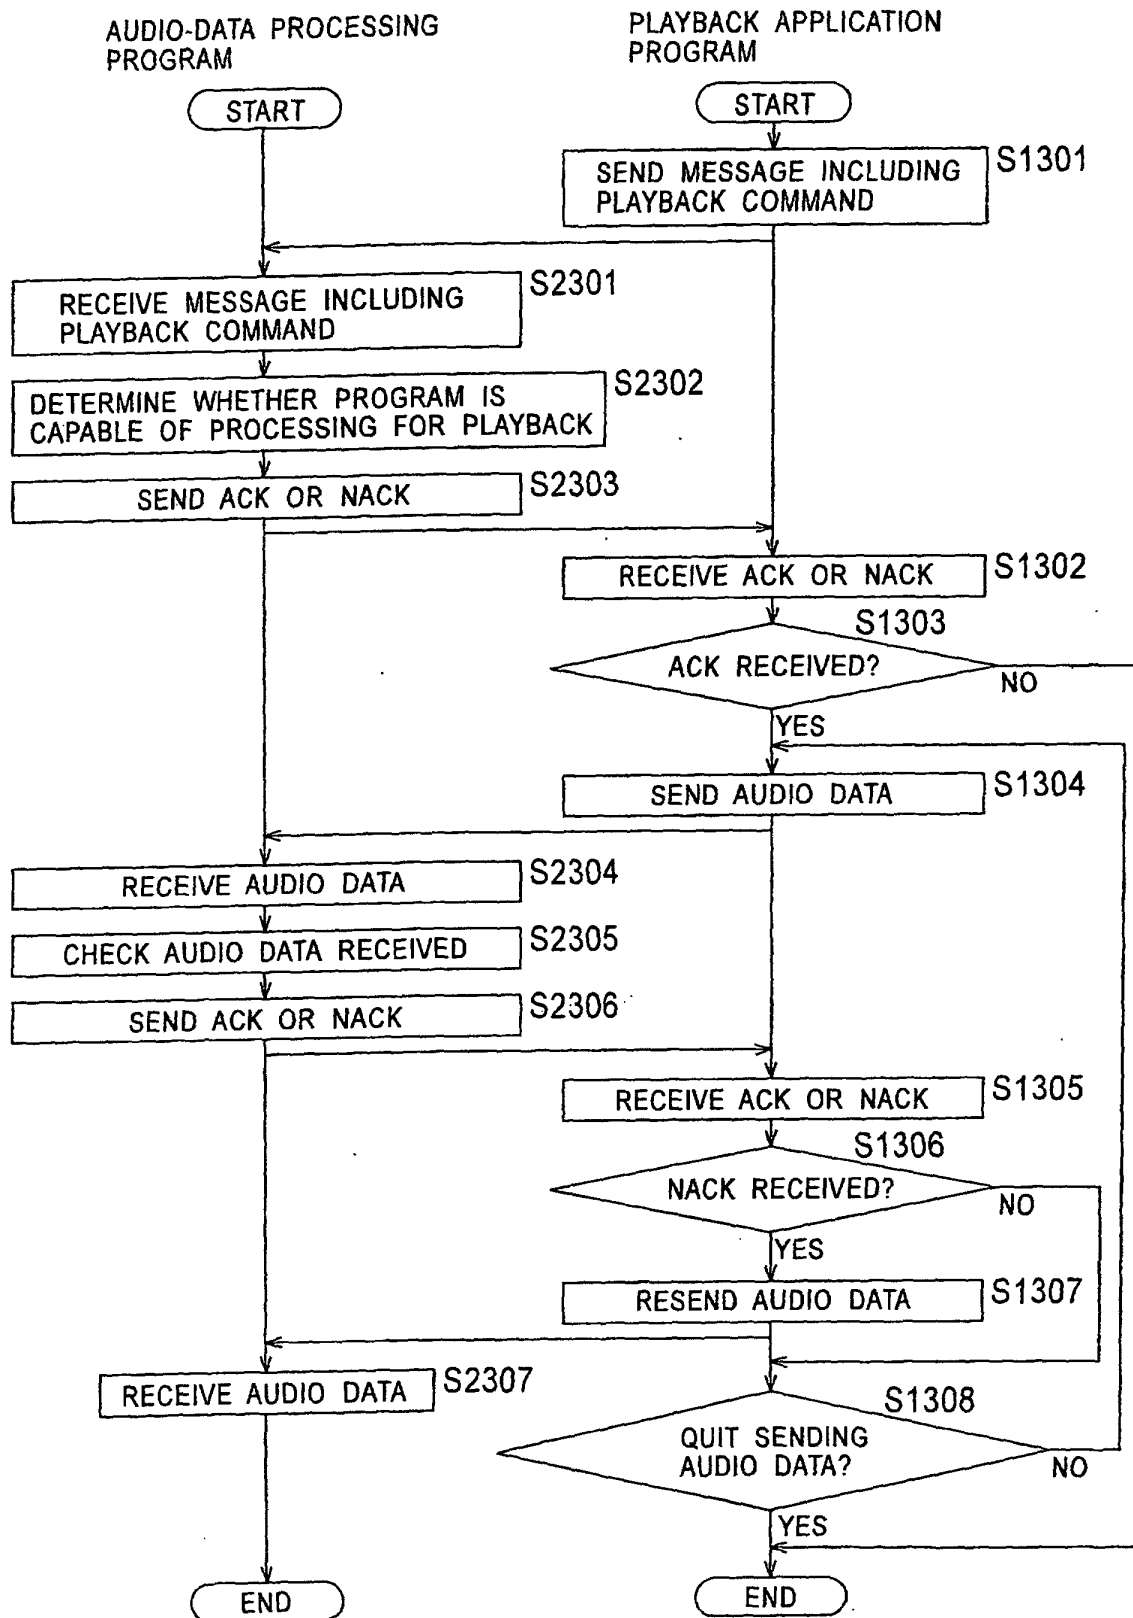 AUDIO-DATA PROCESSING
PROGRAM
PLAYBACK APPLICATION
PROGRAM
START
START
SEND MESSAGE INCLUDING
PLAYBACK COMMAND
S1301
RECEIVE MESSAGE INCLUDING
PLAYBACK COMMAND
S2301
DETERMINE WHETHER PROGRAM IS
CAPABLE OF PROCESSING FOR PLAYBACK
S2302
SEND ACK OR NACK
S2303
RECEIVE ACK OR NACK
S1302
S1303
ACK RECEIVED?
NO
YES
SEND AUDIO DATA
S1304
RECEIVE AUDIO DATA
S2304
CHECK AUDIO DATA RECEIVED
S2305
SEND ACK OR NACK
S2306
RECEIVE ACK OR NACK
S1305
S1306
NACK RECEIVED?
NO
YES
RESEND AUDIO DATA
S1307
RECEIVE AUDIO DATA
S2307
S1308
QUIT SENDING
AUDIO DATA?
NO
YES
END
END